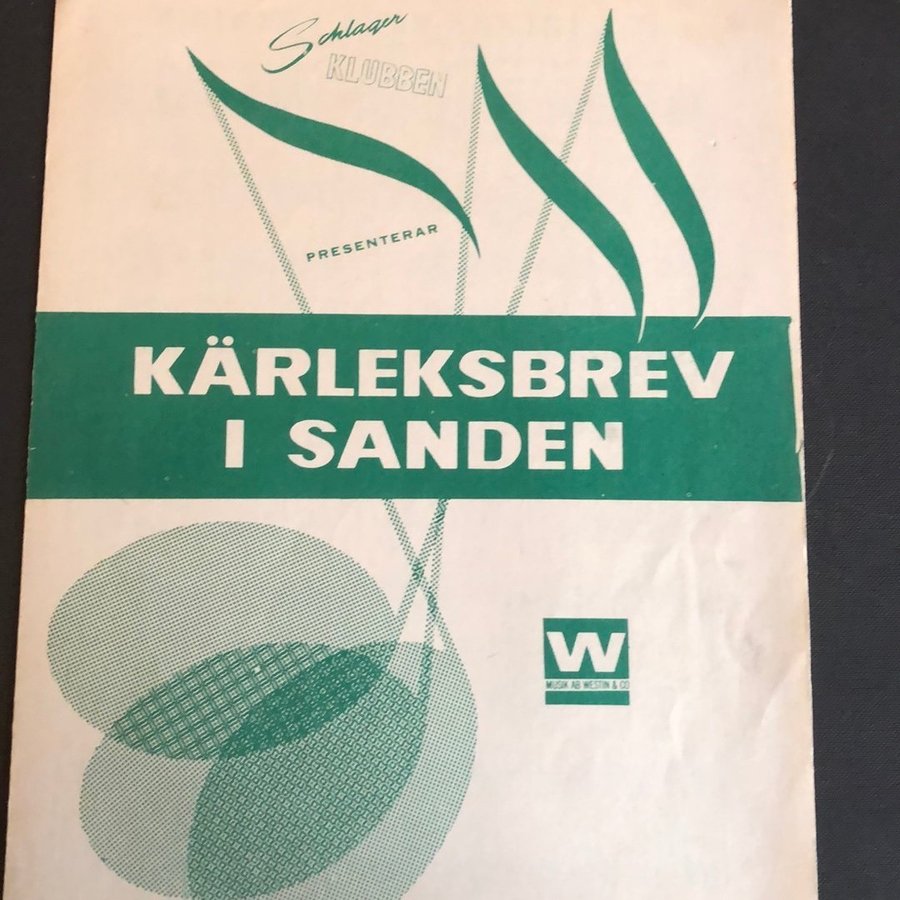 Schlager
KLUBBEN
PRESENTERAR
KÄRLEKSBREV
I SANDEN
W
MUSIK AB WESTIN & CO